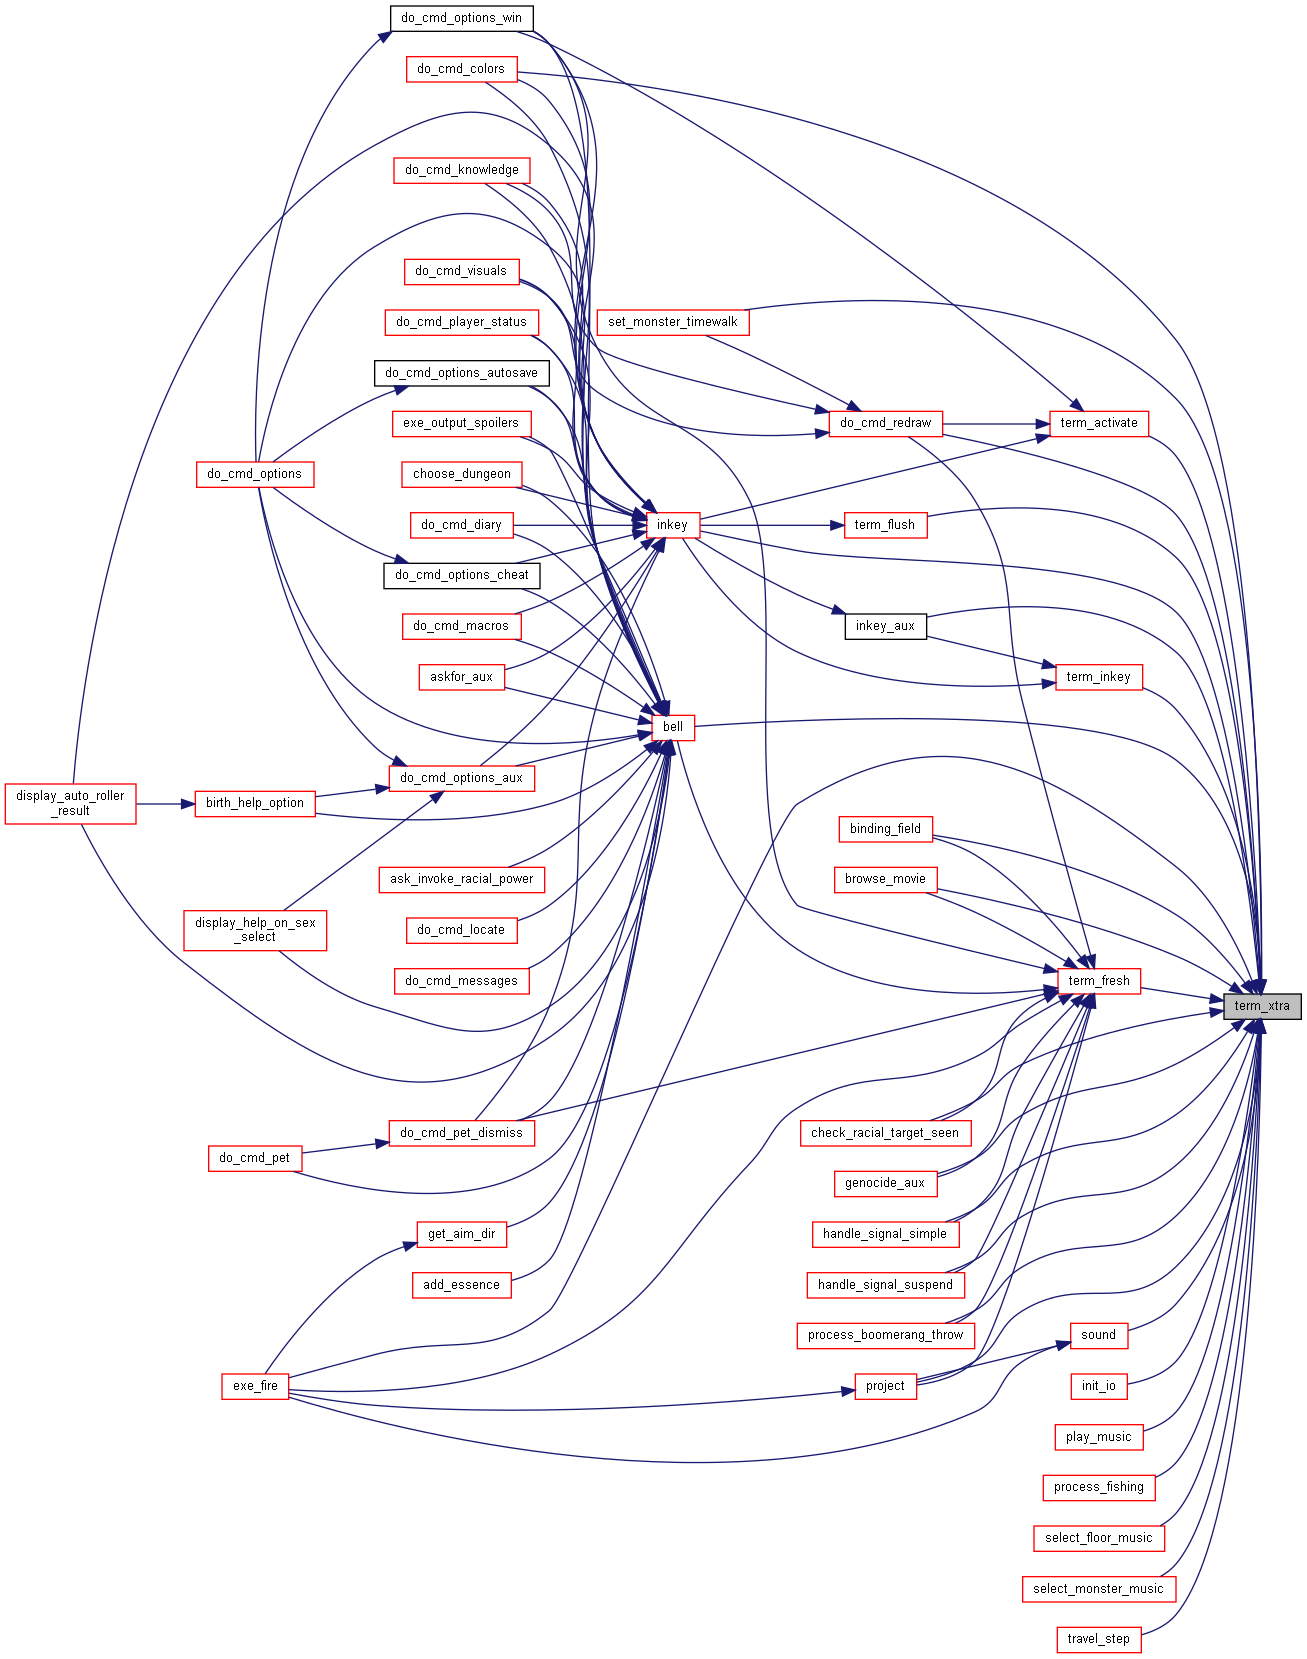 do_cmd_options_win
do_cmd_colors
do_cmd_knowledge
do_cmd_visuals
do_cmd_player_status
set_monster_timewalk
do_cmd_options_autosave
exe_output_spoilers
do_cmd_redraw
term_activate
do_cmd_options
choose_dungeon
do_cmd_diary
inkey
term_flush
do_cmd_options_cheat
do_cmd_macros
inkey_aux
askfor_aux
term_inkey
bell
do_cmd_options_aux
display_auto_roller
_result
birth_help_option
binding_field
ask_invoke_racial_power
browse_movie
display_help_on_sex
_select
do_cmd_locate
do_cmd_messages
term_fresh
term_xtra
do_cmd_pet_dismiss
check_racial_target_seen
do_cmd_pet
genocide_aux
get_aim_dir
handle_signal_simple
add_essence
handle_signal_suspend
process_boomerang_throw
sound
exe_fire
project
init_io
play_music
process_fishing
select_floor_music
select_monster_music
travel_step